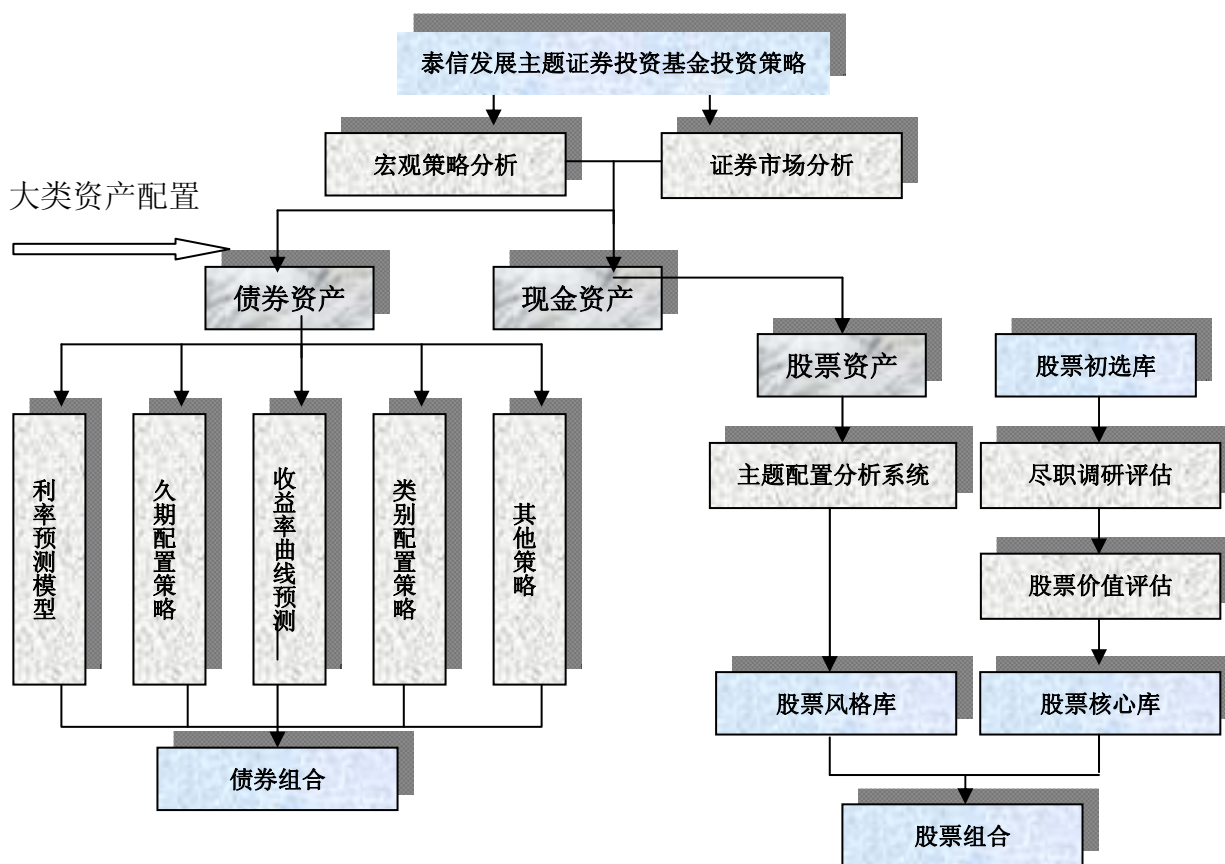 泰信发展主题证券投资基金投资策略
宏观策略分析
证券市场分析
大类资产配置
债券资产
现金资产
股票资产
股票初选库
主题配置分析系统
尽职调研评估
利率预测模型
久期配置策略
收益率曲线预测
类别配置策略
其他策略
股票价值评估
股票风格库
股票核心库
债券组合
股票组合